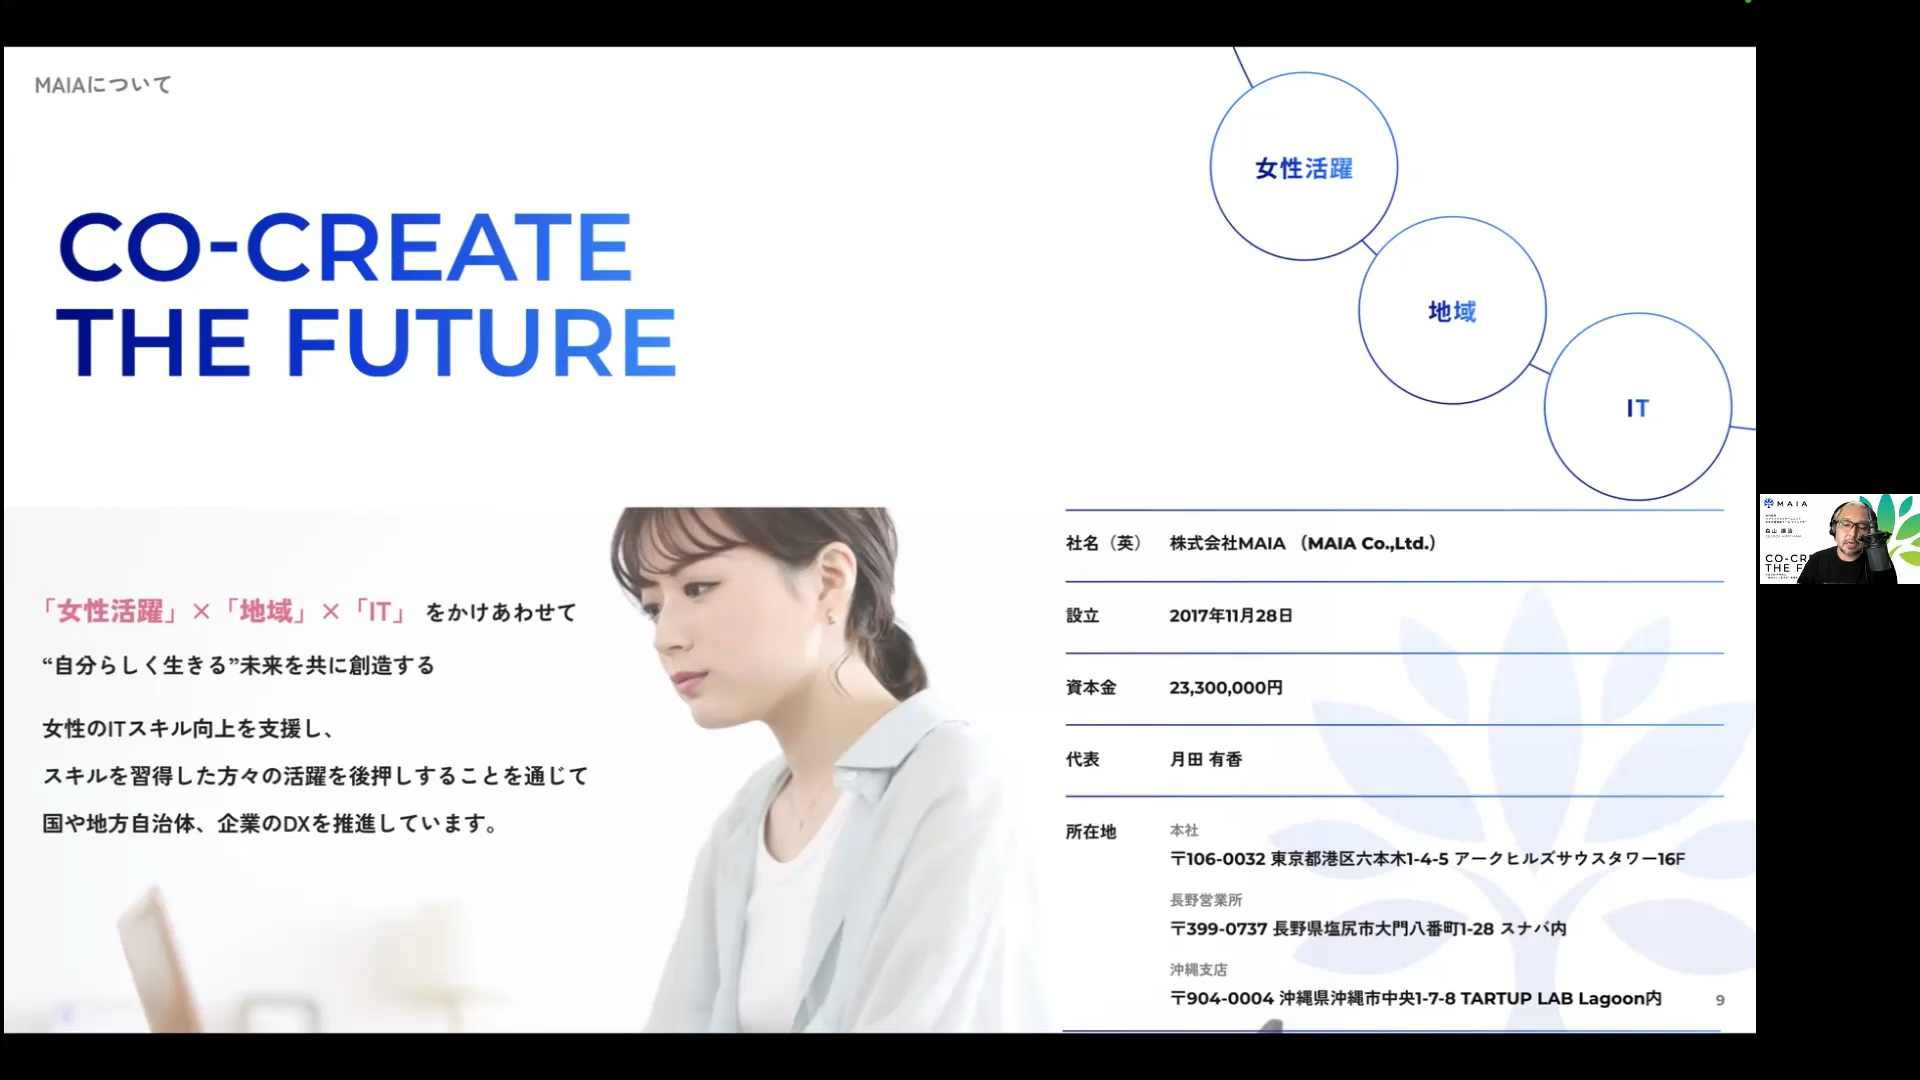 MAIAについて
CO-CREATE
THE FUTURE
女性活躍
地域
IT
「女性活躍」×「地域」×「IT」 をかけあわせて
“自分らしく生きる”未来を共に創造する
女性のITスキル向上を支援し、
スキルを習得した方々の活躍を後押しすることを通じて
国や地方自治体、企業のDXを推進しています。
社名（英） 株式会社MAIA （MAIA Co.,Ltd.）
設立 2017年11月28日
資本金 23,300,000円
代表 月田 有香
所在地 本社
〒106-0032 東京都港区六本木1-4-5 アークヒルズサウスタワー16F
長野営業所
〒399-0737 長野県塩尻市大門八番町1-28 スナバ内
沖縄支店
〒904-0004 沖縄県沖縄市中央1-7-8 TARTUP LAB Lagoon内
9
MAIA
CO-CR
THE F